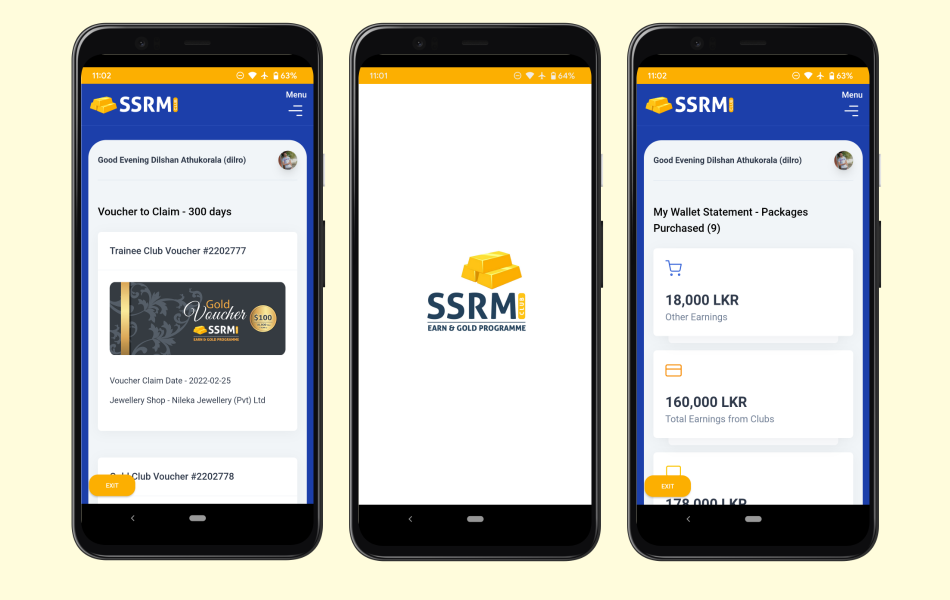 11:02
63%
SSRM
CLUB
Menu
Good Evening Dilshan Athukorala (dilro)
Voucher to Claim - 300 days
Trainee Club Voucher #2202777
Gold
Voucher
$100
SSRM
EARN & GOLD PROGRAMME
Voucher Claim Date - 2022-02-25
Jewellery Shop - Nileka Jewellery (Pvt) Ltd
Club Voucher #2202778
EXIT
11:01
64%
SSRM
CLUB
EARN & GOLD PROGRAMME
11:02
63%
SSRM
CLUB
Menu
Good Evening Dilshan Athukorala (dilro)
My Wallet Statement - Packages
Purchased (9)
18,000 LKR
Other Earnings
160,000 LKR
Total Earnings from Clubs
178,000 LKR
EXIT